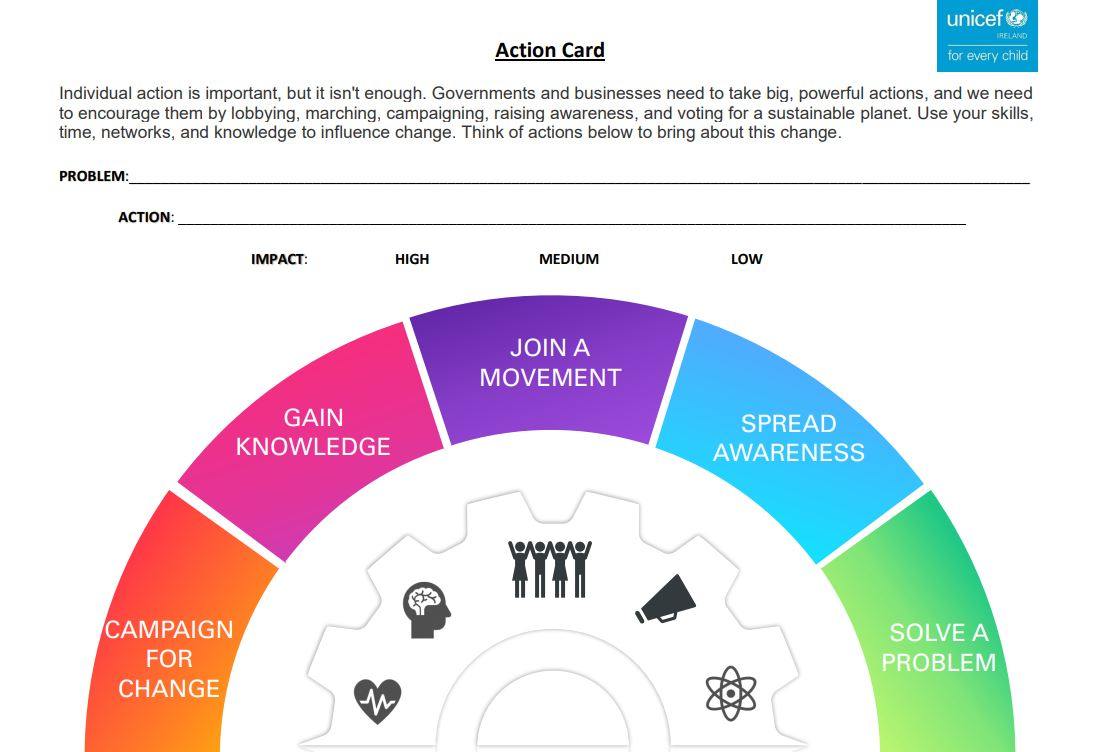 unicef
IRELAND
for every child
Action Card
Individual action is important, but it isn't enough. Governments and businesses need to take big, powerful actions, and we need
to encourage them by lobbying, marching, campaigning, raising awareness, and voting for a sustainable planet. Use your skills,
time, networks, and knowledge to influence change. Think of actions below to bring about this change.
PROBLEM:
ACTION:
IMPACT: HIGH MEDIUM LOW
JOIN A
MOVEMENT
GAIN
KNOWLEDGE
SPREAD
AWARENESS
CAMPAIGN
FOR
CHANGE
SOLVE A
PROBLEM